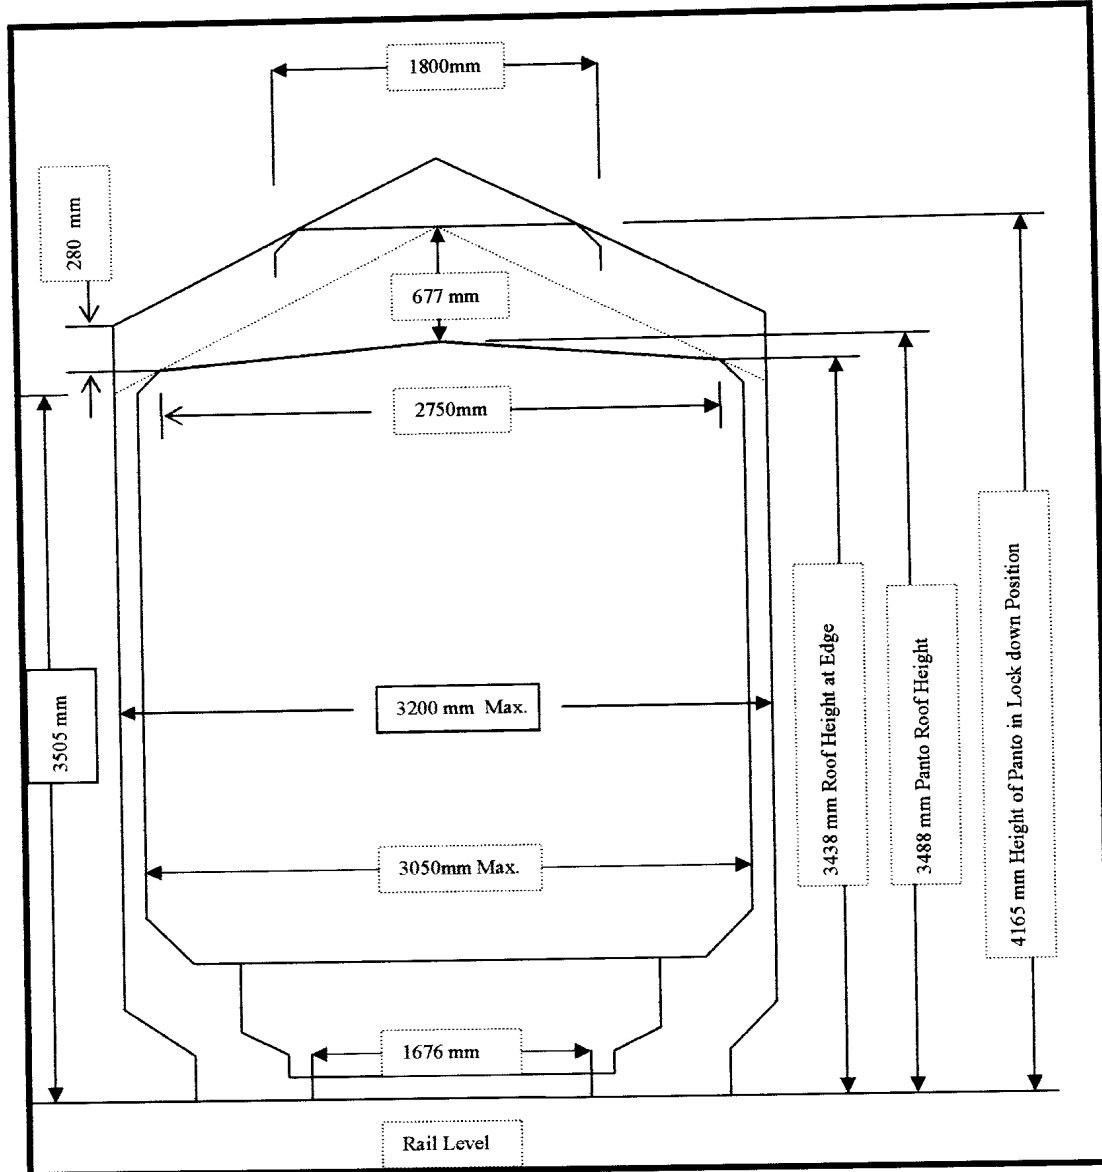 1800mm
280 mm
677 mm
2750mm
3505 mm
3200 mm Max.
3438 mm Roof Height at Edge
3488 mm Panto Roof Height
4165 mm Height of Panto in Lock down Position
3050mm Max.
1676 mm
Rail Level